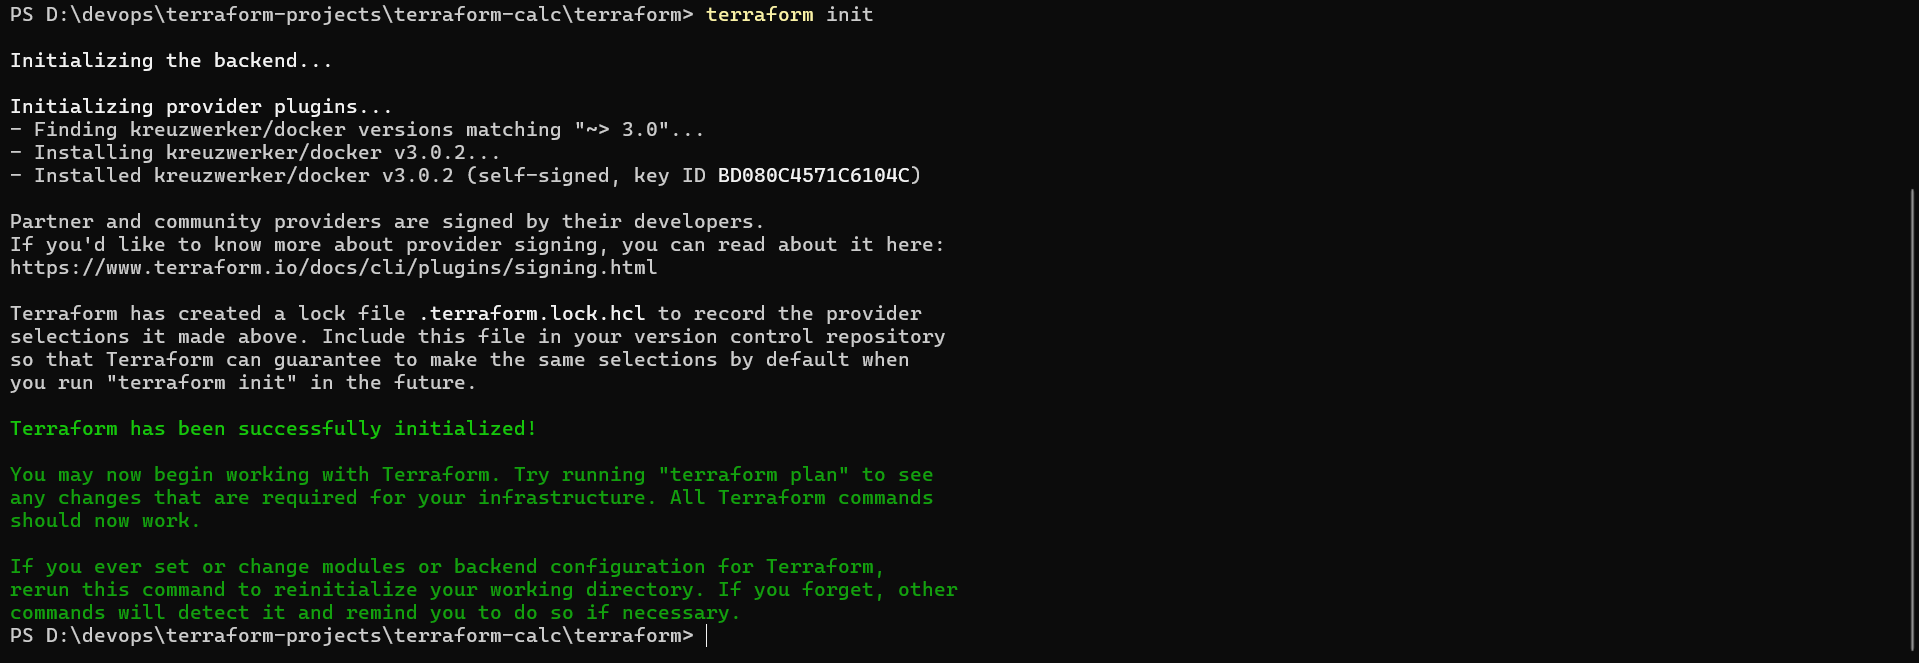 PS D:\devops\terraform-projects\terraform-calc\terraform> terraform init
Initializing the backend...
Initializing provider plugins...
- Finding kreuzwerker/docker versions matching "~> 3.0"...
- Installing kreuzwerker/docker v3.0.2...
- Installed kreuzwerker/docker v3.0.2 (self-signed, key ID BD080C4571C6104C)
Partner and community providers are signed by their developers.
If you'd like to know more about provider signing, you can read about it here:
https://www.terraform.io/docs/cli/plugins/signing.html
Terraform has created a lock file .terraform.lock.hcl to record the provider
selections it made above. Include this file in your version control repository
so that Terraform can guarantee to make the same selections by default when
you run "terraform init" in the future.
Terraform has been successfully initialized!
You may now begin working with Terraform. Try running "terraform plan" to see
any changes that are required for your infrastructure. All Terraform commands
should now work.
If you ever set or change modules or backend configuration for Terraform,
rerun this command to reinitialize your working directory. If you forget, other
commands will detect it and remind you to do so if necessary.
PS D:\devops\terraform-projects\terraform-calc\terraform>